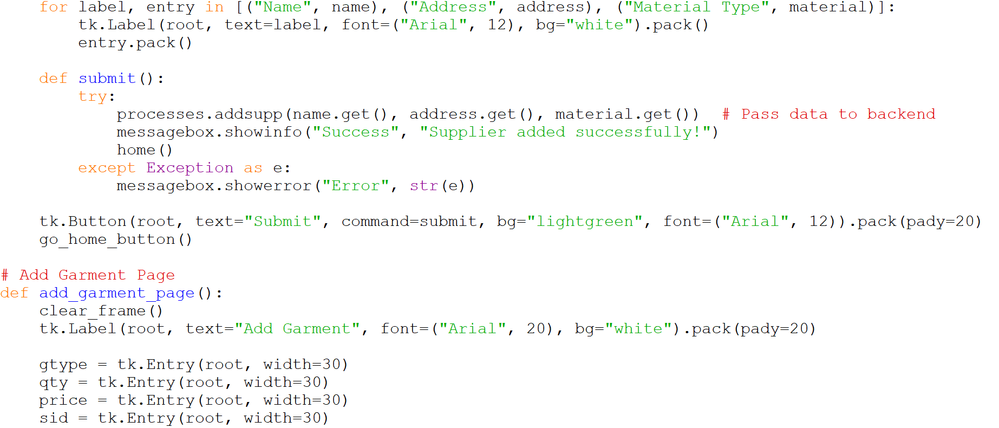 for label, entry in [("Name", name), ("Address", address), ("Material Type", material)]:
        tk.Label(root, text=label, font=("Arial", 12), bg="white").pack()
        entry.pack()

    def submit():
        try:
            processes.addsupp(name.get(), address.get(), material.get())  # Pass data to backend
            messagebox.showinfo("Success", "Supplier added successfully!")
            home()
        except Exception as e:
            messagebox.showerror("Error", str(e))

    tk.Button(root, text="Submit", command=submit, bg="lightgreen", font=("Arial", 12)).pack(pady=20)
    go_home_button()

# Add Garment Page
def add_garment_page():
    clear_frame()
    tk.Label(root, text="Add Garment", font=("Arial", 20), bg="white").pack(pady=20)

    gtype = tk.Entry(root, width=30)
    qty = tk.Entry(root, width=30)
    price = tk.Entry(root, width=30)
    sid = tk.Entry(root, width=30)